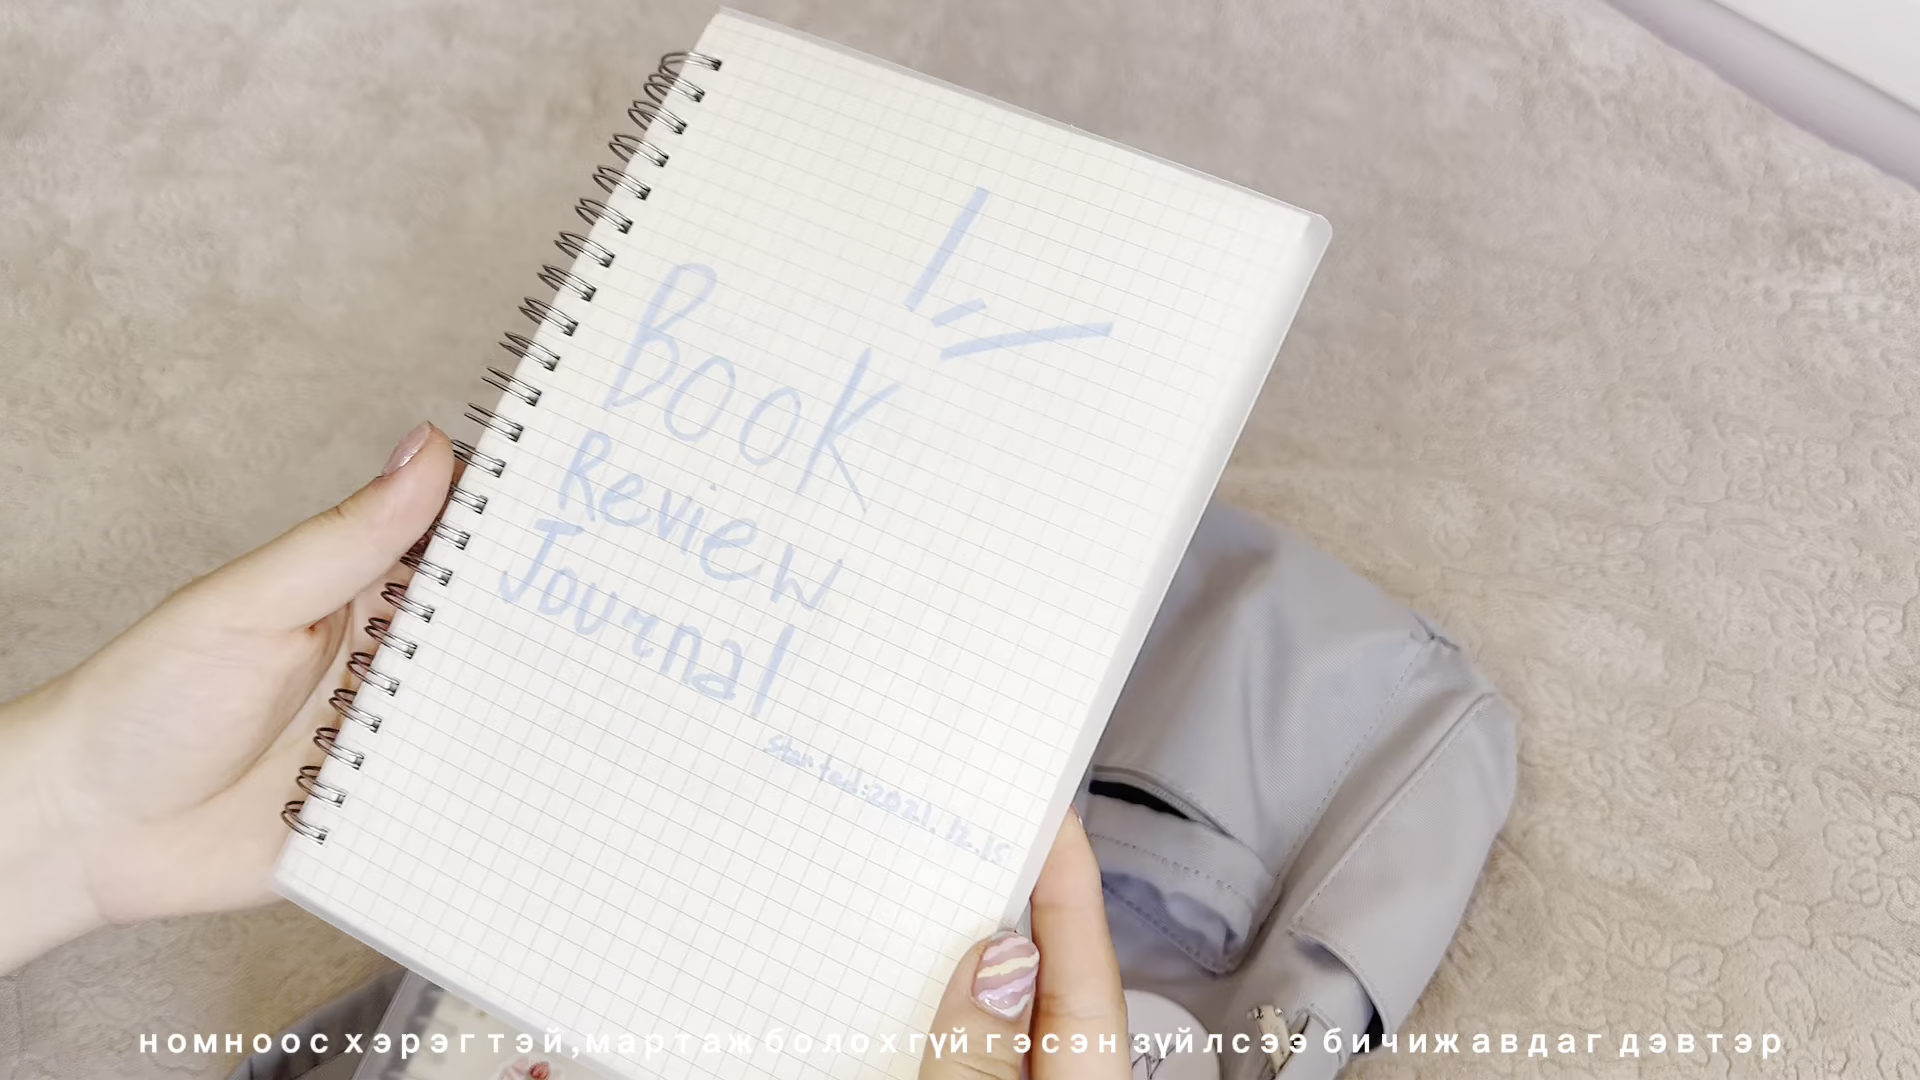 Book
Review
Journal
Started:2021.12.15
номноос хэрэгтэй,мартаж болохгүй гэсэн зүйлсээ бичиж авдаг дэвтэр